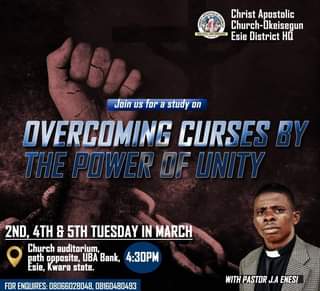 Christ Apostolic
Church-Okeisegun
Esie District HQ
Join us for a study on
OVERCOMING CURSES BY
THE POWER OF UNITY
2ND, 4TH & 5TH TUESDAY IN MARCH
Church auditorium,
path opposite, UBA Bank,
Esie, Kwara state.
4:30PM
WITH PASTOR J.A ENESI
FOR ENQUIRES: 08066028048, 08160480493